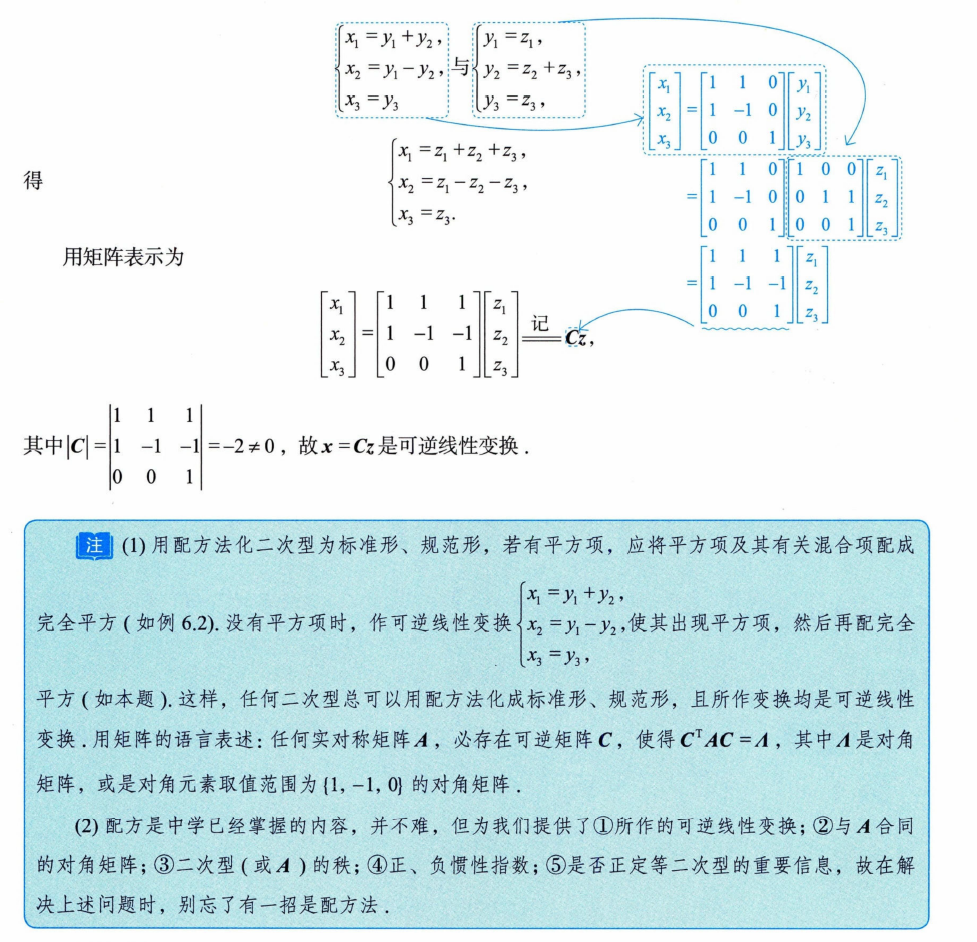 $\begin{cases} x_1 = y_1 + y_2, \\ x_2 = y_1 - y_2, \\ x_3 = y_3 \end{cases}$ 与 $\begin{cases} y_1 = z_1, \\ y_2 = z_2 + z_3, \\ y_3 = z_3, \end{cases}$
$\begin{bmatrix} x_1 \\ x_2 \\ x_3 \end{bmatrix} = \begin{bmatrix} 1 & 1 & 0 \\ 1 & -1 & 0 \\ 0 & 0 & 1 \end{bmatrix} \begin{bmatrix} y_1 \\ y_2 \\ y_3 \end{bmatrix}$
$= \begin{bmatrix} 1 & 1 & 0 \\ 1 & -1 & 0 \\ 0 & 0 & 1 \end{bmatrix} \begin{bmatrix} 1 & 0 & 0 \\ 0 & 1 & 1 \\ 0 & 0 & 1 \end{bmatrix} \begin{bmatrix} z_1 \\ z_2 \\ z_3 \end{bmatrix}$
$= \begin{bmatrix} 1 & 1 & 1 \\ 1 & -1 & -1 \\ 0 & 0 & 1 \end{bmatrix} \begin{bmatrix} z_1 \\ z_2 \\ z_3 \end{bmatrix}$
得 $\begin{cases} x_1 = z_1 + z_2 + z_3, \\ x_2 = z_1 - z_2 - z_3, \\ x_3 = z_3. \end{cases}$
用矩阵表示为
$\begin{bmatrix} x_1 \\ x_2 \\ x_3 \end{bmatrix} = \begin{bmatrix} 1 & 1 & 1 \\ 1 & -1 & -1 \\ 0 & 0 & 1 \end{bmatrix} \begin{bmatrix} z_1 \\ z_2 \\ z_3 \end{bmatrix} \xlongequal{记} Cz,$
其中 $|C| = \begin{vmatrix} 1 & 1 & 1 \\ 1 & -1 & -1 \\ 0 & 0 & 1 \end{vmatrix} = -2 \neq 0$，故 $x = Cz$ 是可逆线性变换.
注 (1) 用配方法化二次型为标准形、规范形，若有平方项，应将平方项及其有关混合项配成
完全平方 (如例 6.2). 没有平方项时，作可逆线性变换 $\begin{cases} x_1 = y_1 + y_2, \\ x_2 = y_1 - y_2, \\ x_3 = y_3, \end{cases}$ 使其出现平方项，然后再配完全
平方 (如本题). 这样，任何二次型总可以用配方法化成标准形、规范形，且所作变换均是可逆线性
变换. 用矩阵的语言表述：任何实对称矩阵 $A$，必存在可逆矩阵 $C$，使得 $C^{\mathrm{T}}AC = \Lambda$，其中 $\Lambda$ 是对角
矩阵，或是对角元素取值范围为 {1, −1, 0} 的对角矩阵.
(2) 配方是中学已经掌握的内容，并不难，但为我们提供了①所作的可逆线性变换；②与 $A$ 合同
的对角矩阵；③二次型 (或 $A$ ) 的秩；④正、负惯性指数；⑤是否正定等二次型的重要信息，故在解
决上述问题时，别忘了有一招是配方法.